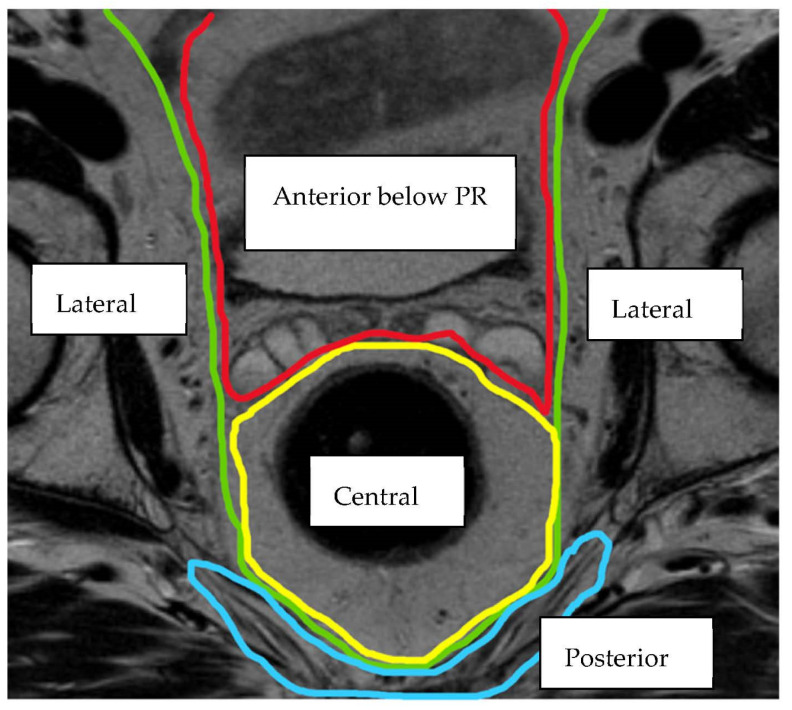 Anterior below PR
Lateral
Lateral
Central
Posterior